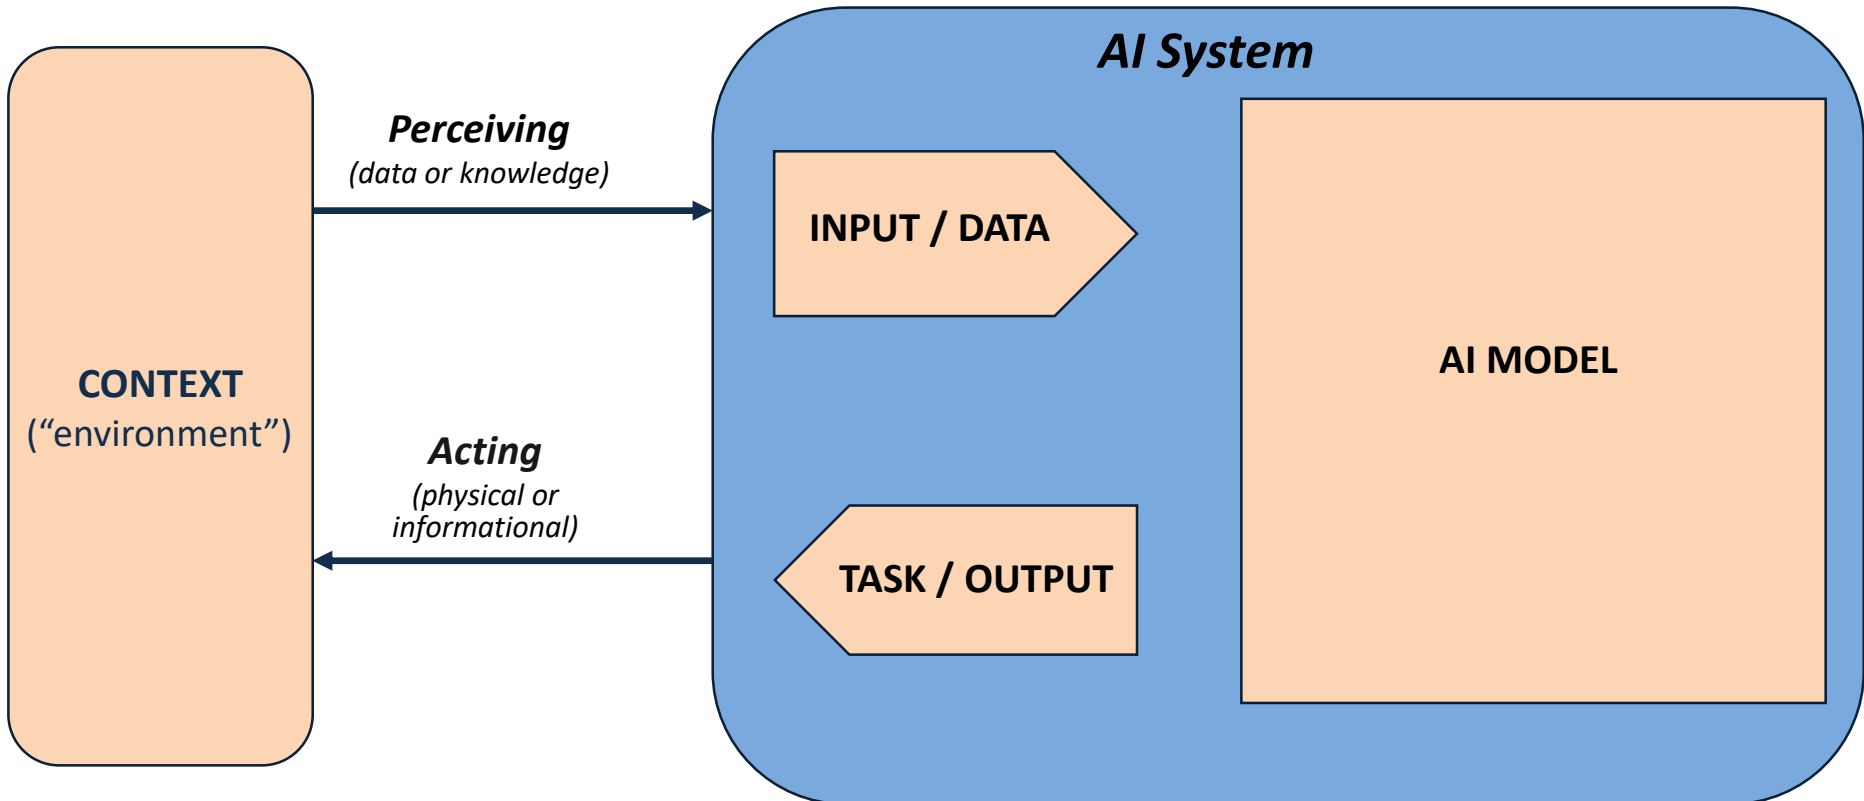 AI System
Perceiving
(data or knowledge)
INPUT / DATA
AI MODEL
CONTEXT
(“environment”)
Acting
(physical or
informational)
TASK / OUTPUT